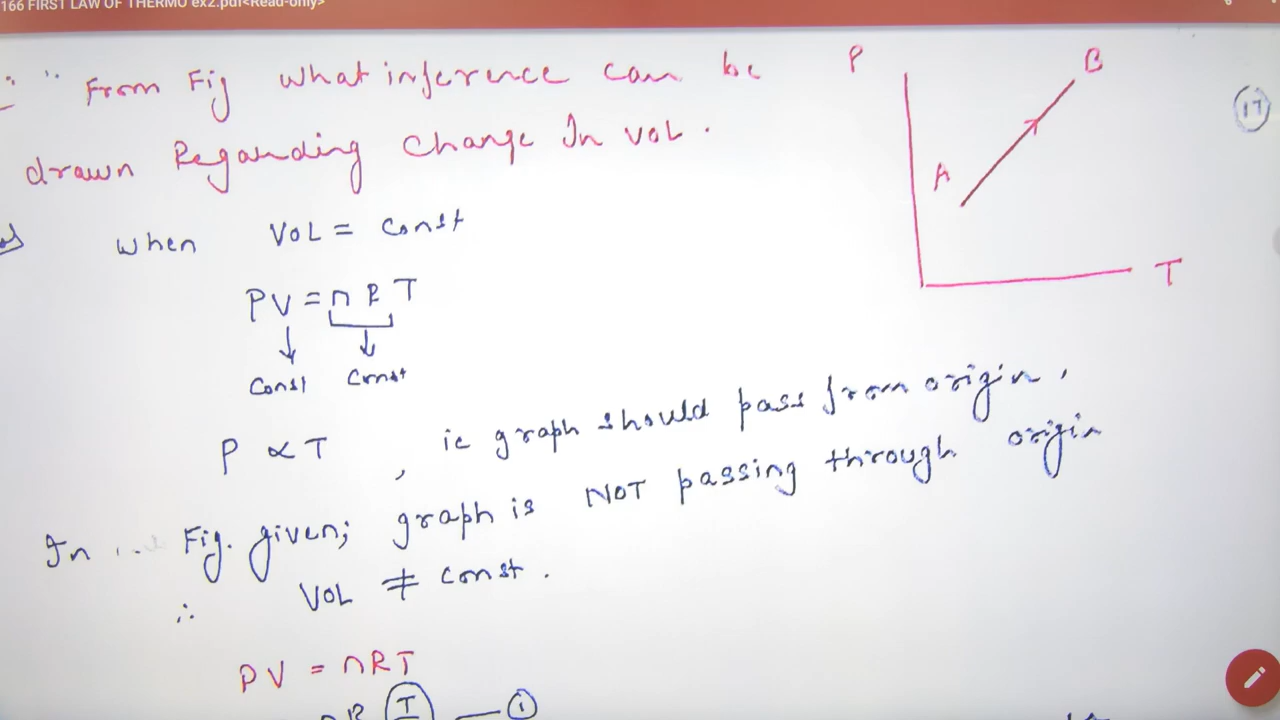 166 FIRST LAW OF THERMO ex2.pdf<Read-only>
From Fig what inference can be
drawn Regarding change In VOL.
P
B
A
T
17
when VOL = const
PV = nRT
const const
P ∝ T , ie graph should pass from origin,
In Fig. given; graph is NOT passing through origin
∴ VOL ≠ const.
PV = nRT
nR T 1